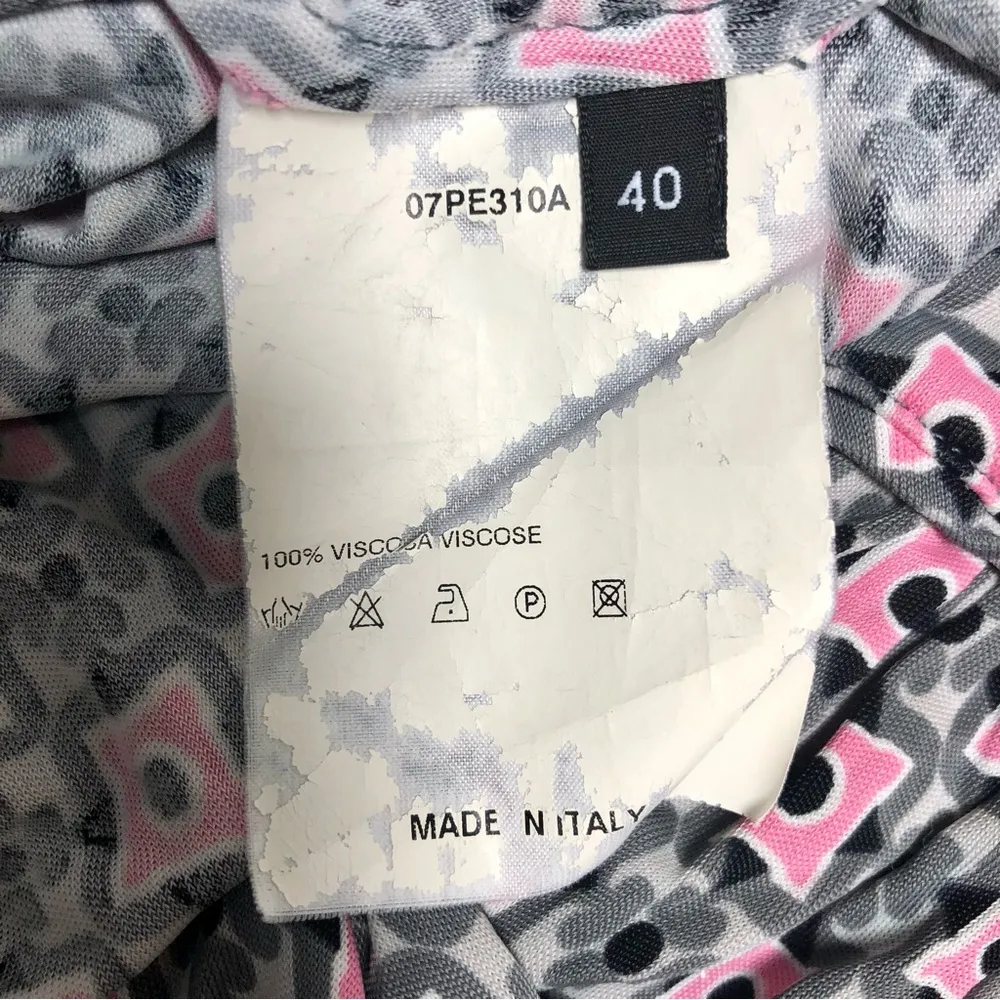 07PE310A
40
100% VISCOSA VISCOSE
P
MADE N ITALY